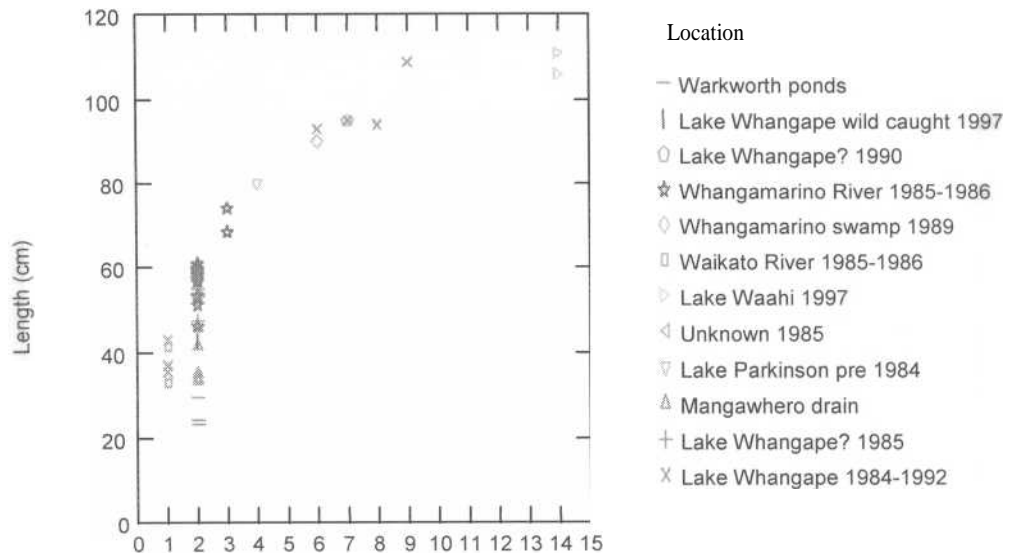 120
100
80
60
40
20
0
Length (cm)
0 1 2 3 4 5 6 7 8 9 10 11 12 13 14 15
Location
Warkworth ponds
Lake Whangape wild caught 1997
Lake Whangape? 1990
Whangamarino River 1985-1986
Whangamarino swamp 1989
Waikato River 1985-1986
Lake Waahi 1997
Unknown 1985
Lake Parkinson pre 1984
Mangawhero drain
Lake Whangape? 1985
Lake Whangape 1984-1992